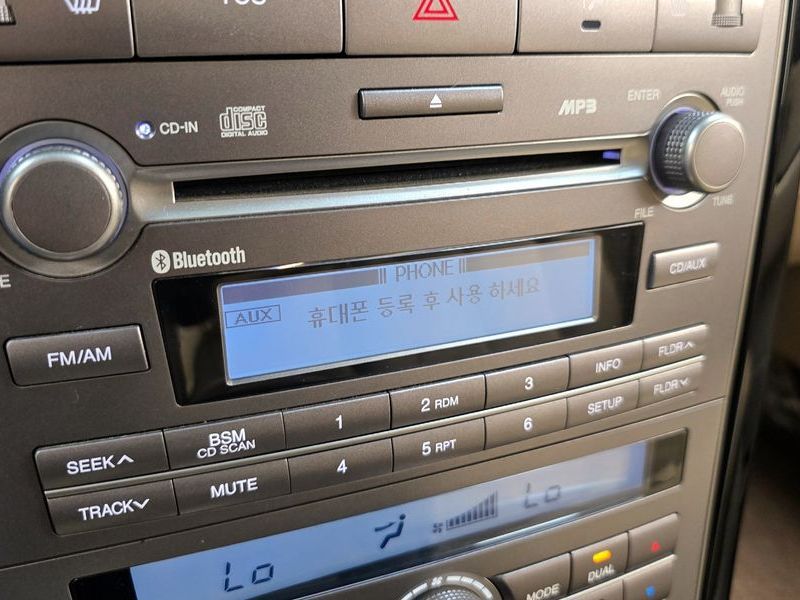 CD-IN
COMPACT
disc
DIGITAL AUDIO
MP3
ENTER
AUDIO
PUSH
FILE
TUNE
Bluetooth
PHONE
AUX
휴대폰 등록 후 사용 하세요
CD/AUX
FM/AM
SEEK
BSM
CD SCAN
1
2 RDM
3
INFO
FLDR
TRACK
MUTE
4
5 RPT
6
SETUP
FLDR
Lo
Lo
MODE
DUAL